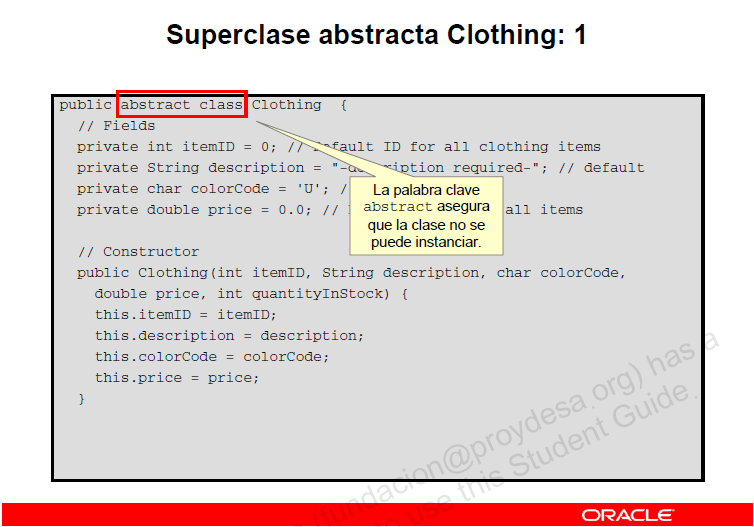 Superclase abstracta Clothing: 1
public abstract class Clothing {
// Fields
private int itemID = 0; // default ID for all clothing items
private String description = "-description required-"; // default
private char colorCode = 'U'; //
private double price = 0.0; // all items
La palabra clave
abstract asegura
que la clase no se
puede instanciar.
// Constructor
public Clothing(int itemID, String description, char colorCode,
double price, int quantityInStock) {
this.itemID = itemID;
this.description = description;
this.colorCode = colorCode;
this.price = price;
}
(fundacion@proydesa.org) has a
to use this Student Guide.
ORACLE